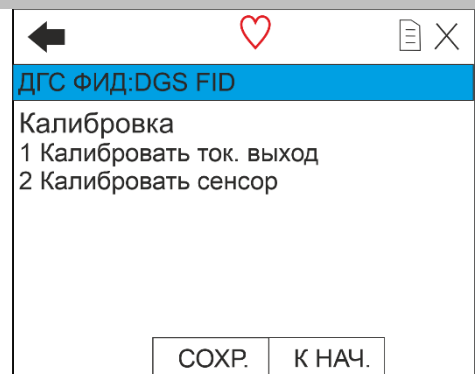 ДГС ФИД:DGS FID
Калибровка
1 Калибровать ток. выход
2 Калибровать сенсор
СОХР. К НАЧ.